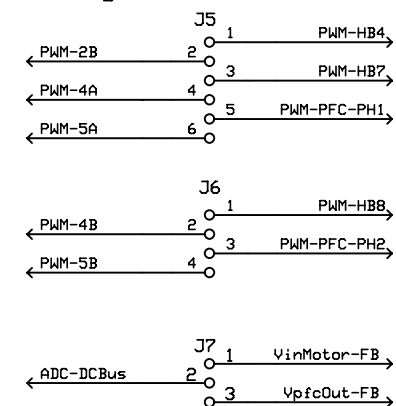 J5
1 PWM-HB4
PWM-2B 2
3 PWM-HB7
PWM-4A 4
5 PWM-PFC-PH1
PWM-5A 6
J6
1 PWM-HB8
PWM-4B 2
3 PWM-PFC-PH2
PWM-5B 4
J7
1 VinMotor-FB
ADC-DCBus 2
3 VpfcOut-FB